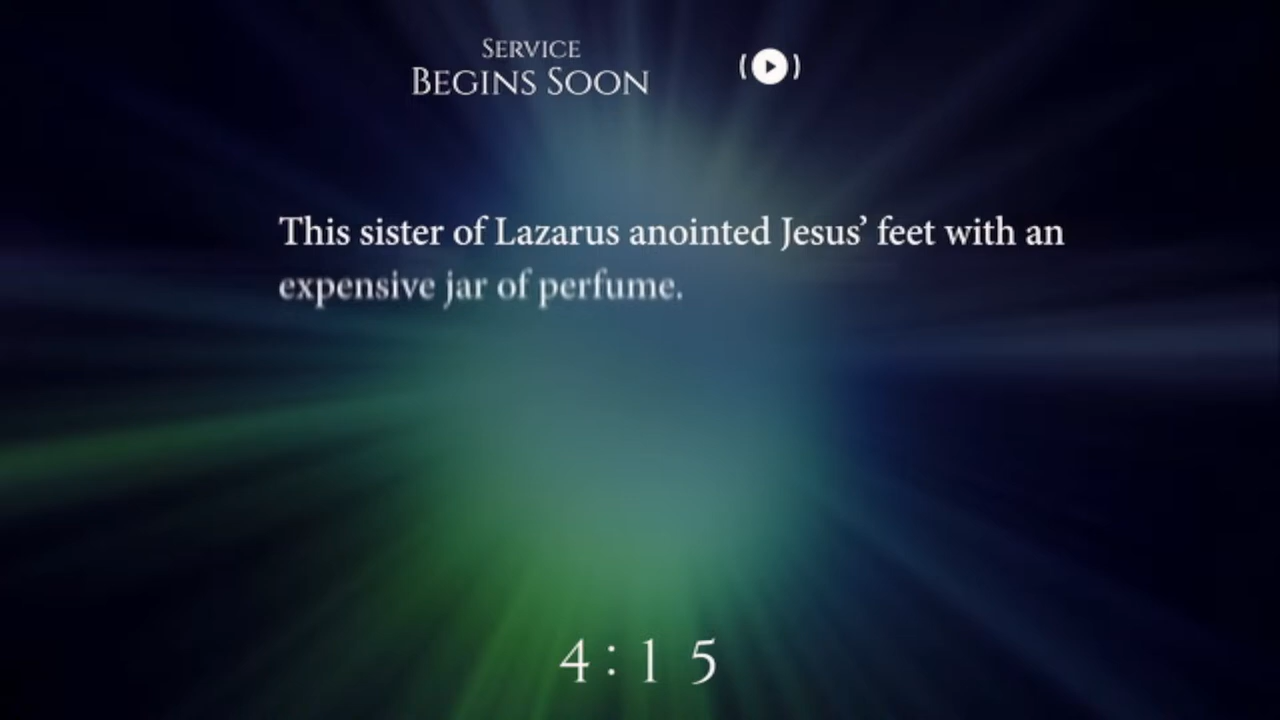 Service
Begins Soon
This sister of Lazarus anointed Jesus’ feet with an
expensive jar of perfume.
4:15